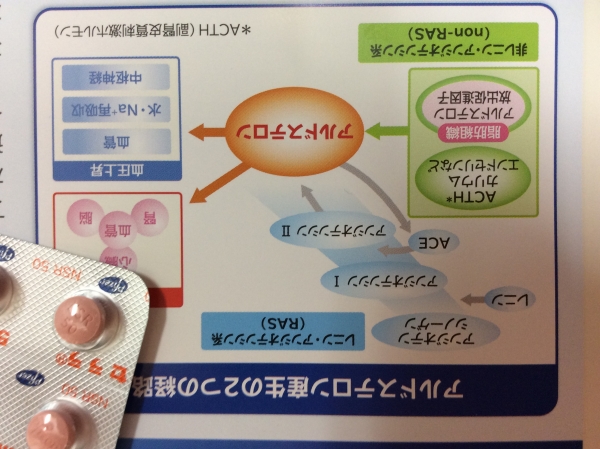 アルドステロン産生の2つの経路
アンジオテン
シノーゲン
レニン・アンジオテンシン系
(RAS)
レニン
アンジオテンシン I
ACE
アンジオテンシン II
ACTH*
カリウム
エンドセリンなど
脂肪組織
アルドステロン
放出促進因子
非レニン・アンジオテンシン系
(non-RAS)
アルドステロン
心臓
血管
腎
脳
血圧上昇
血管
水・Na⁺再吸収
中枢神経
*ACTH(副腎皮質刺激ホルモン)
Pfizer
NSR 50
セララ®
Pfizer
NSR 50